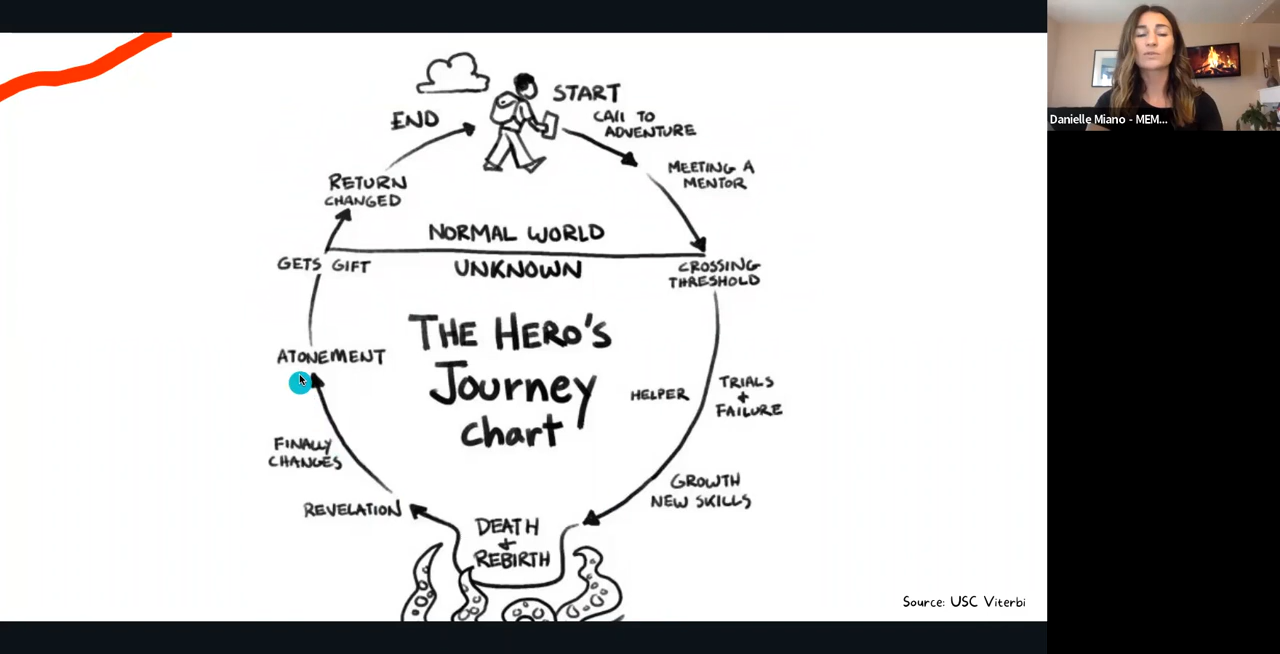 START
CALL TO
ADVENTURE
MEETING A
MENTOR
CROSSING
THRESHOLD
TRIALS
+
FAILURE
HELPER
GROWTH
NEW SKILLS
DEATH
+
REBIRTH
REVELATION
FINALLY
CHANGES
ATONEMENT
GETS GIFT
RETURN
CHANGED
END
NORMAL WORLD
UNKNOWN
THE HERO'S
Journey
chart
Source: USC Viterbi
Danielle Miano - MEM...